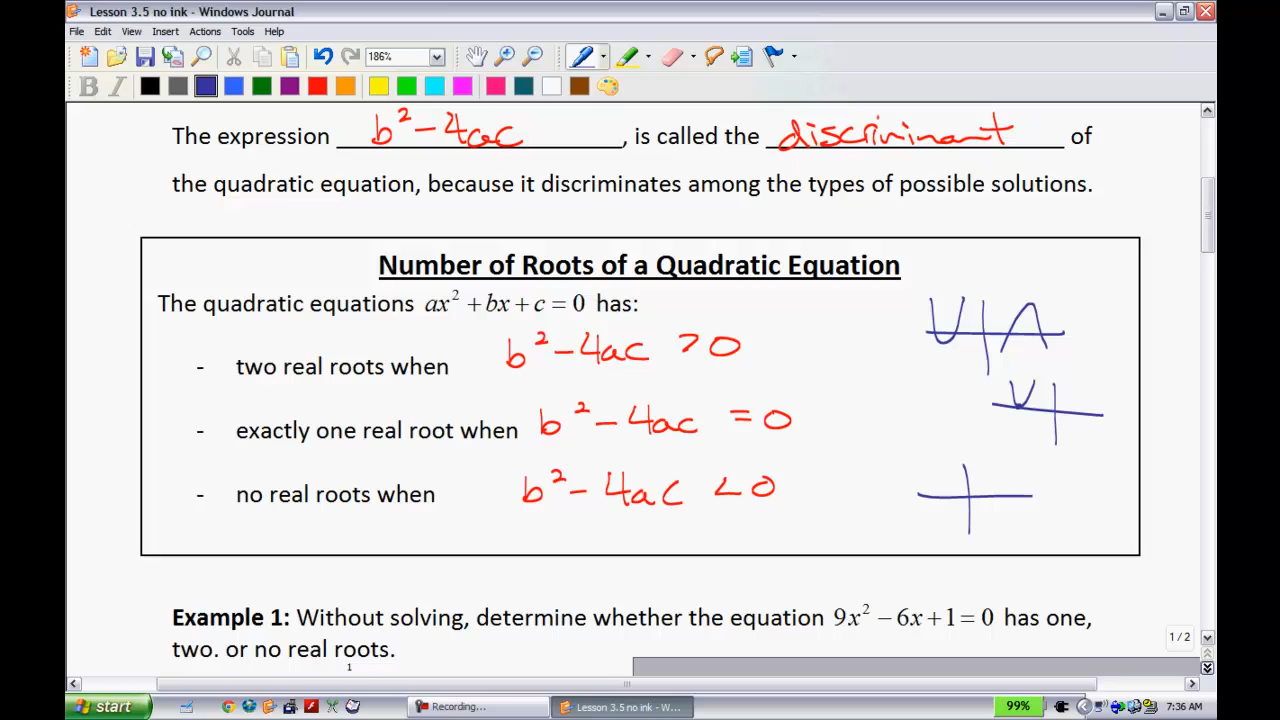 Lesson 3.5 no ink - Windows Journal
File Edit View Insert Actions Tools Help
186%
B I
The expression b² - 4ac, is called the discriminant of
the quadratic equation, because it discriminates among the types of possible solutions.
Number of Roots of a Quadratic Equation
The quadratic equations ax² + bx + c = 0 has:
- two real roots when b² - 4ac > 0
- exactly one real root when b² - 4ac = 0
- no real roots when b² - 4ac < 0
Example 1: Without solving, determine whether the equation 9x² - 6x + 1 = 0 has one,
two. or no real roots.
1
1 / 2
start Recording... Lesson 3.5 no ink - W... 99% 7:36 AM